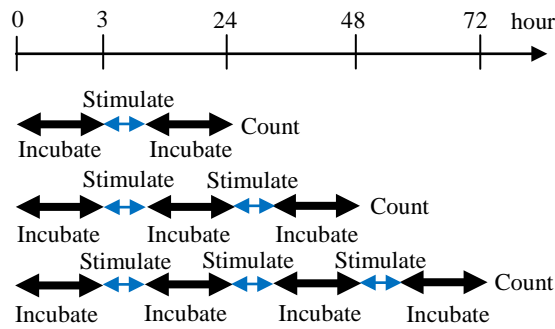 0 3 24 48 72 hour
Stimulate
Count
Incubate Incubate
Stimulate Stimulate
Count
Incubate Incubate Incubate
Stimulate Stimulate Stimulate
Count
Incubate Incubate Incubate Incubate